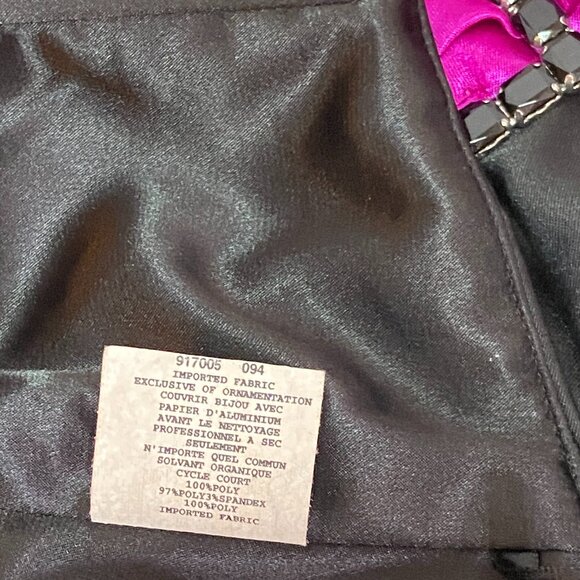 917005 094
IMPORTED FABRIC
EXCLUSIVE OF ORNAMENTATION
COUVRIR BIJOU AVEC
PAPIER D'ALUMINIUM
AVANT LE NETTOYAGE
PROFESSIONNEL A SEC
SEULEMENT
N'IMPORTE QUEL COMMUN
SOLVANT ORGANIQUE
CYCLE COURT
100%POLY
97%POLY3%SPANDEX
100%POLY
IMPORTED FABRIC